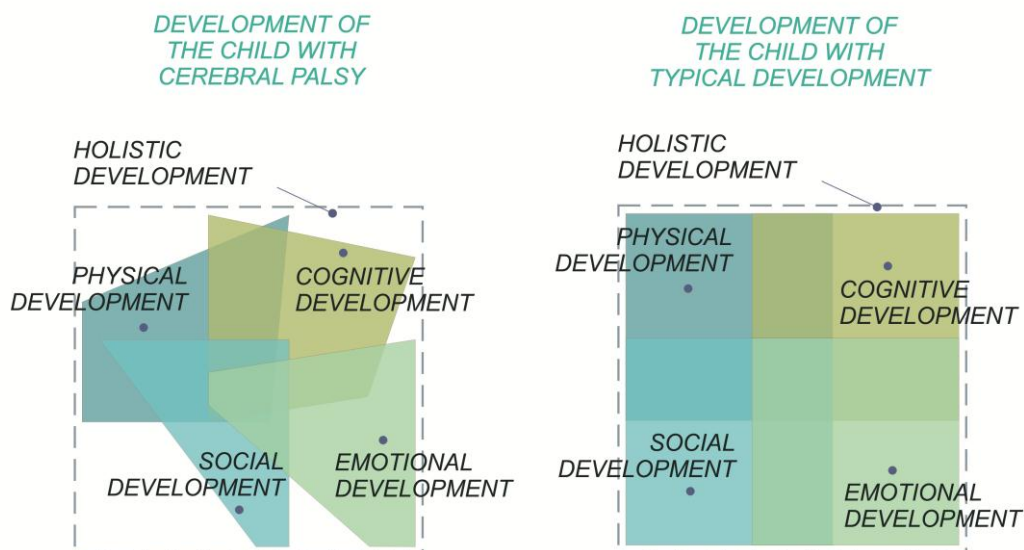 DEVELOPMENT OF
THE CHILD WITH
CEREBRAL PALSY
HOLISTIC
DEVELOPMENT
PHYSICAL
DEVELOPMENT
COGNITIVE
DEVELOPMENT
SOCIAL
DEVELOPMENT
EMOTIONAL
DEVELOPMENT
DEVELOPMENT OF
THE CHILD WITH
TYPICAL DEVELOPMENT
HOLISTIC
DEVELOPMENT
PHYSICAL
DEVELOPMENT
COGNITIVE
DEVELOPMENT
SOCIAL
DEVELOPMENT
EMOTIONAL
DEVELOPMENT